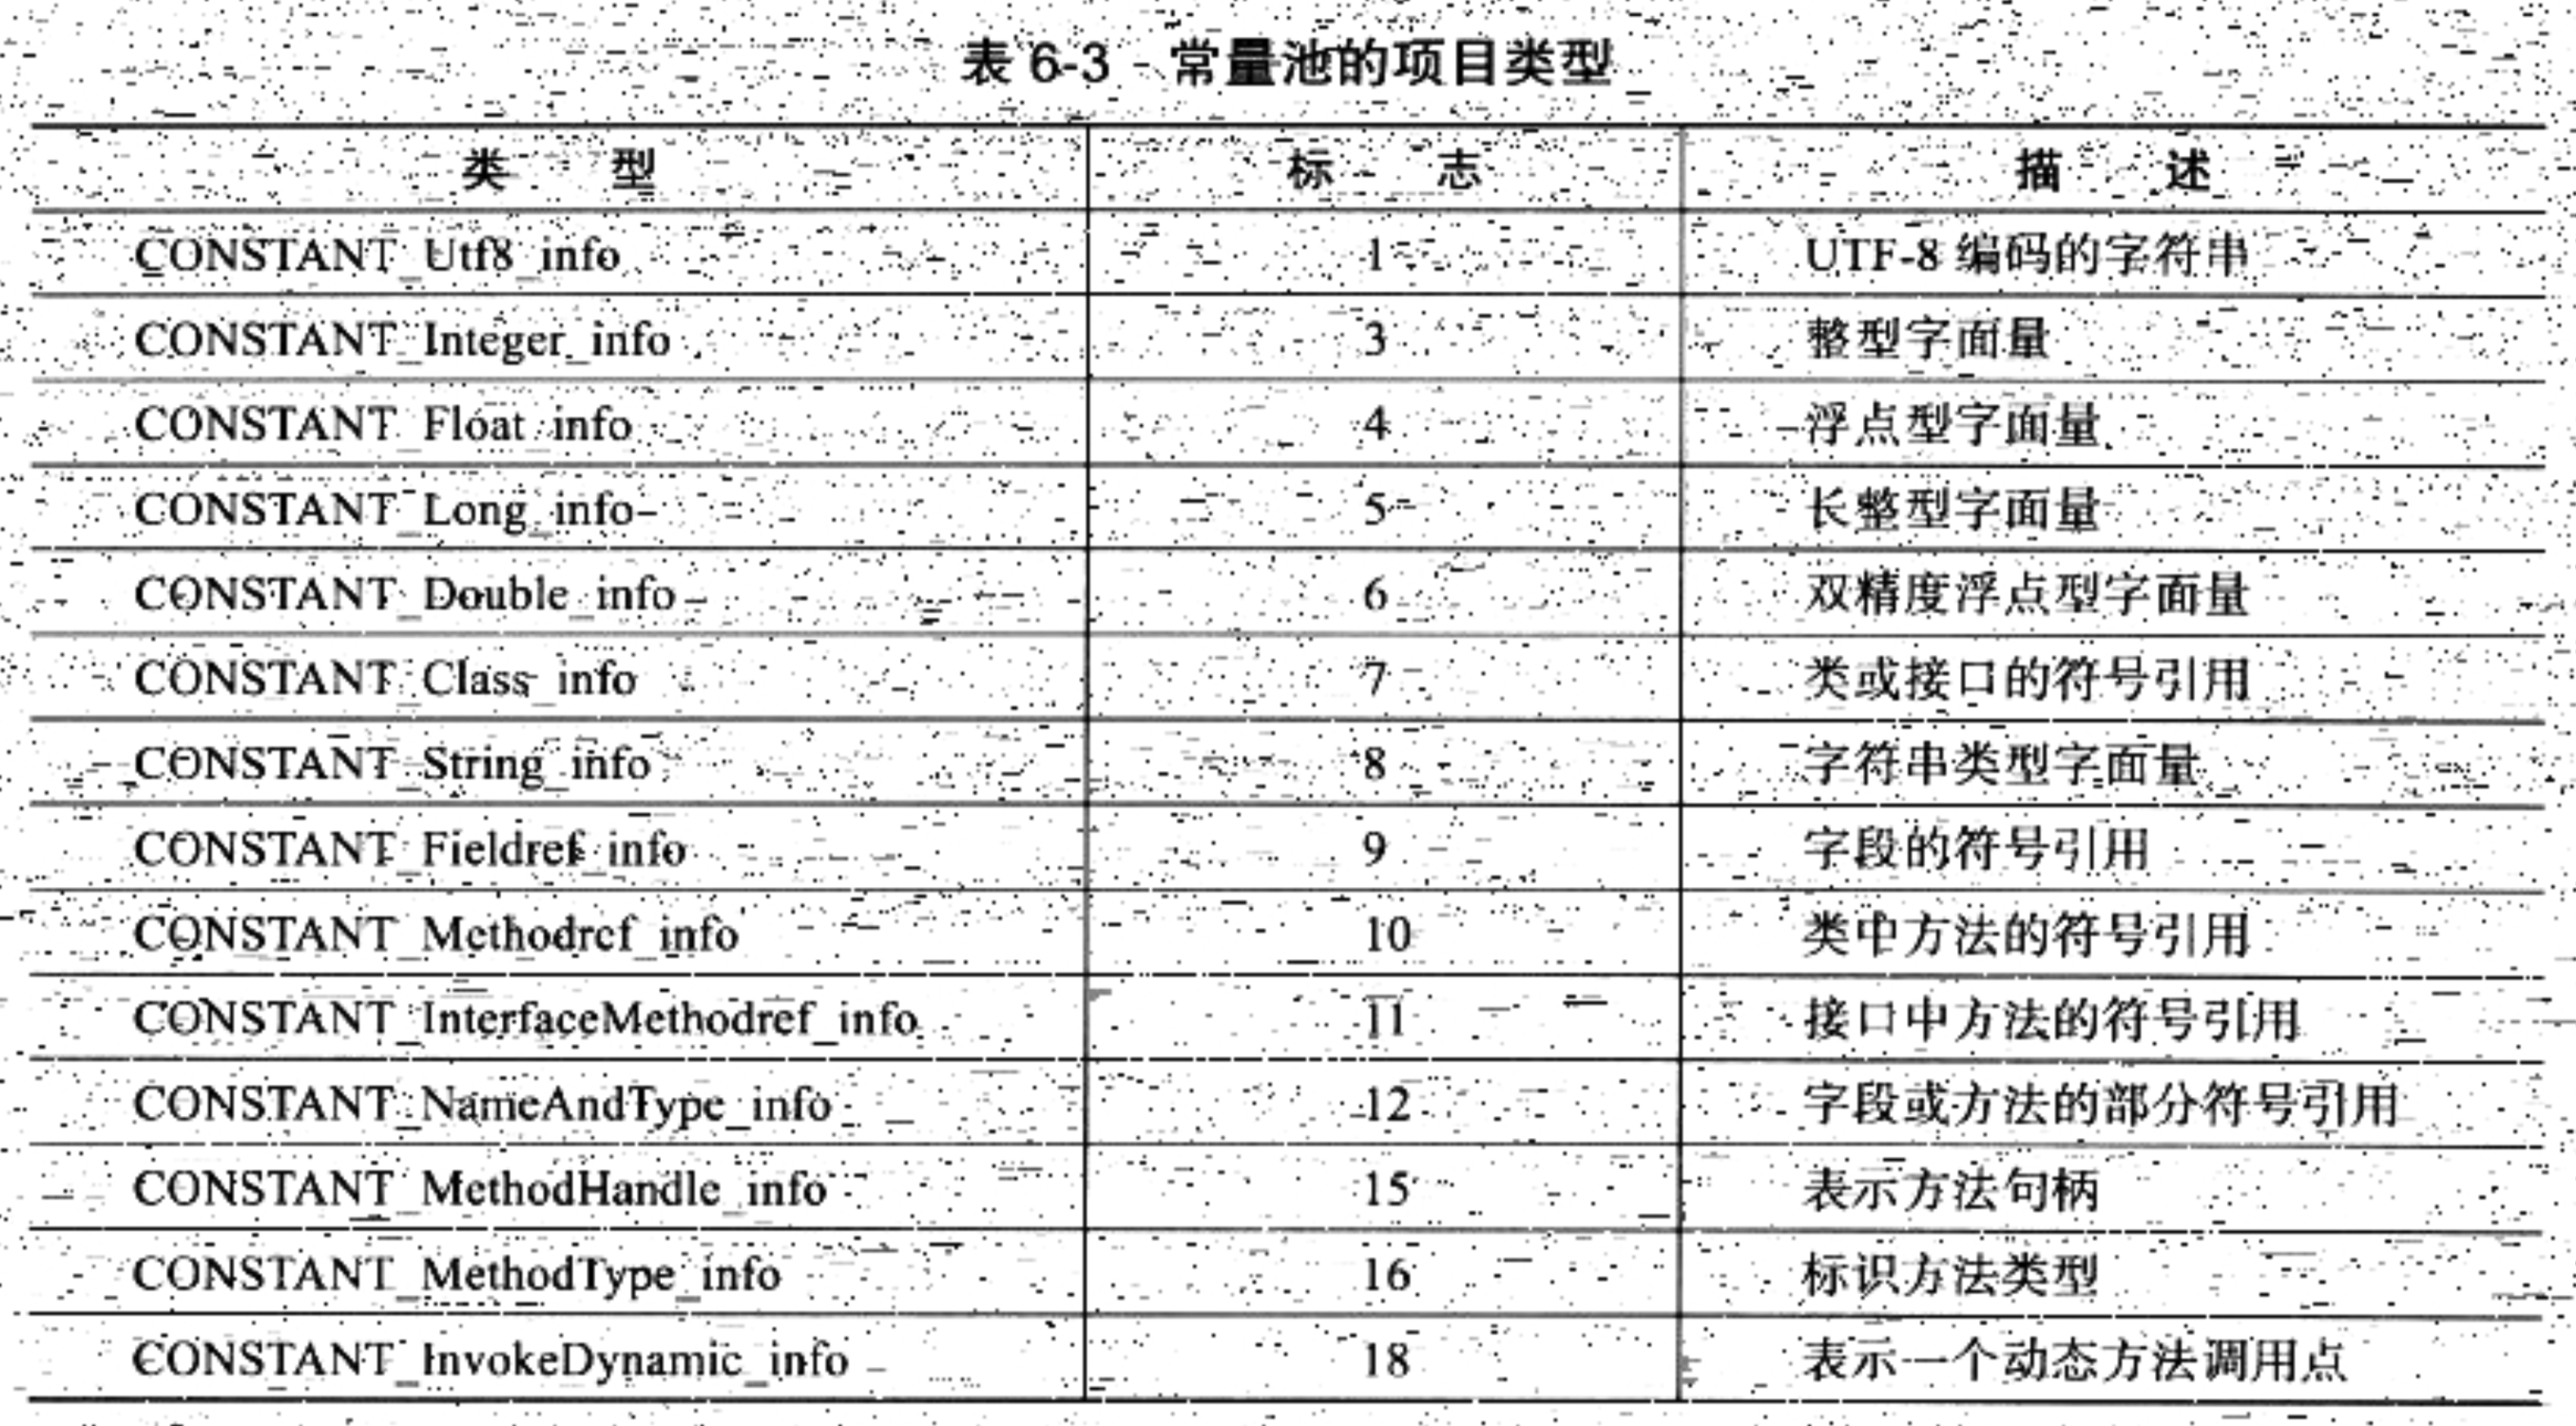 表 6-3 常量池的项目类型
类 型 标 志 描 述
CONSTANT_Utf8_info 1 UTF-8 编码的字符串
CONSTANT_Integer_info 3 整型字面量
CONSTANT_Float_info 4 浮点型字面量
CONSTANT_Long_info 5 长整型字面量
CONSTANT_Double_info 6 双精度浮点型字面量
CONSTANT_Class_info 7 类或接口的符号引用
CONSTANT_String_info 8 字符串类型字面量
CONSTANT_Fieldref_info 9 字段的符号引用
CONSTANT_Methodref_info 10 类中方法的符号引用
CONSTANT_InterfaceMethodref_info 11 接口中方法的符号引用
CONSTANT_NameAndType_info 12 字段或方法的部分符号引用
CONSTANT_MethodHandle_info 15 表示方法句柄
CONSTANT_MethodType_info 16 标识方法类型
CONSTANT_InvokeDynamic_info 18 表示一个动态方法调用点